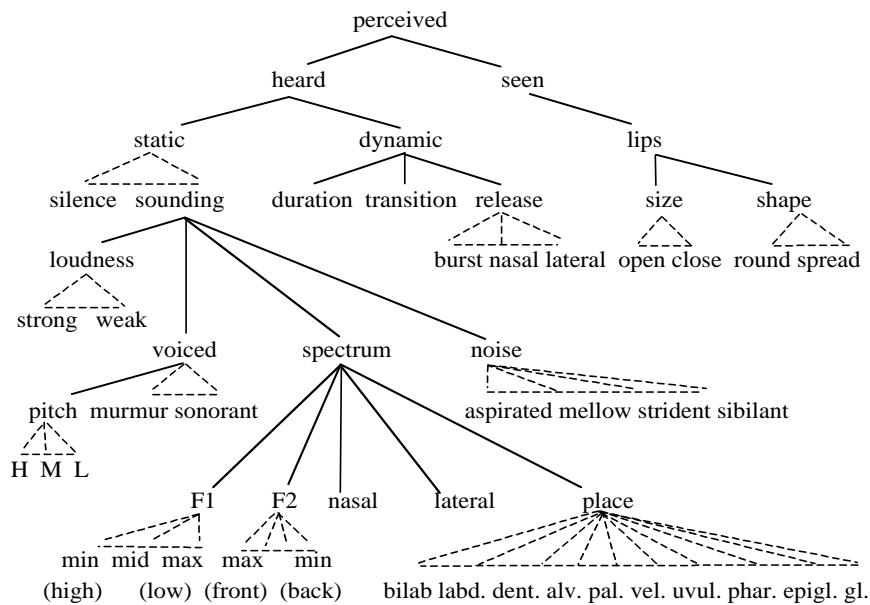 perceived
heard seen
static dynamic lips
silence sounding duration transition release size shape
loudness burst nasal lateral open close round spread
strong weak
voiced spectrum noise
pitch murmur sonorant aspirated mellow strident sibilant
H M L
F1 F2 nasal lateral place
min mid max max min
(high) (low) (front) (back) bilab labd. dent. alv. pal. vel. uvul. phar. epigl. gl.